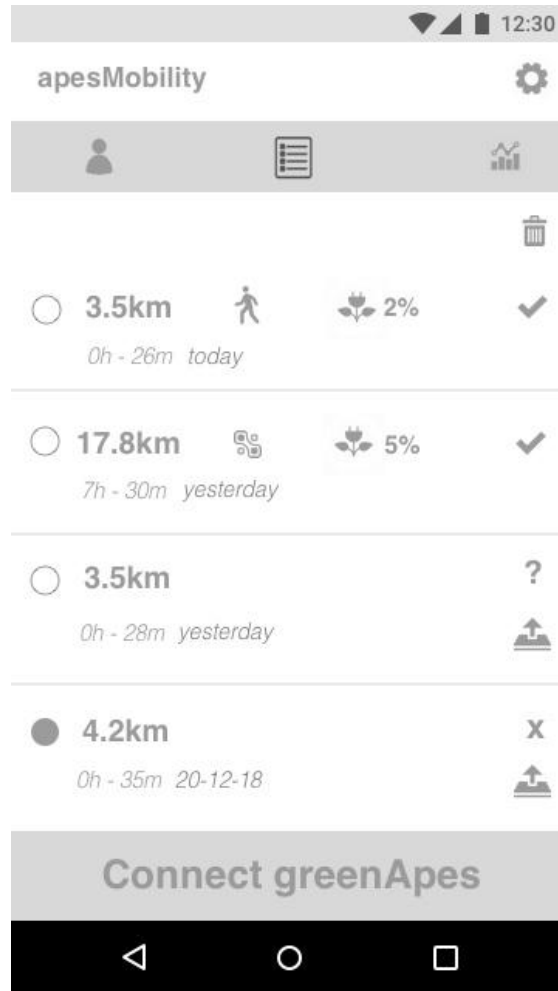 12:30
apesMobility
3.5km 2%
0h - 26m today
17.8km 5%
7h - 30m yesterday
3.5km ?
0h - 28m yesterday
4.2km x
0h - 35m 20-12-18
Connect greenApes